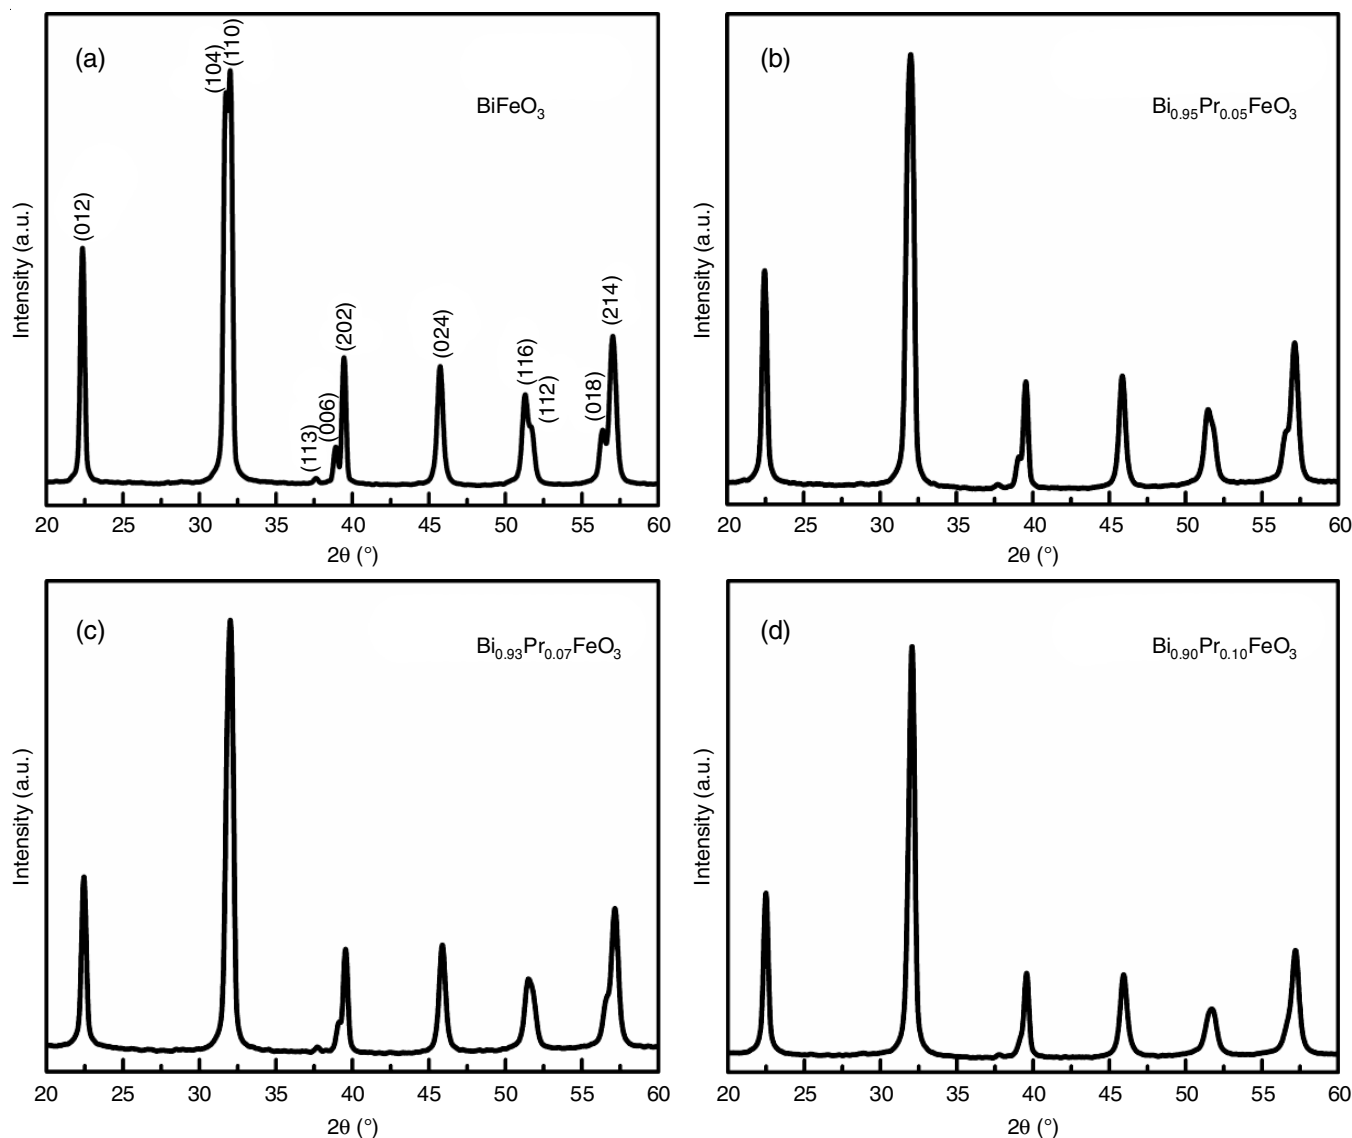 (a)
BiFeO3
(012)
(104)
(110)
(113)
(006)
(202)
(024)
(116)
(112)
(018)
(214)
Intensity (a.u.)
20 25 30 35 40 45 50 55 60
2θ (°)
(b)
Bi0.95Pr0.05FeO3
Intensity (a.u.)
20 25 30 35 40 45 50 55 60
2θ (°)
(c)
Bi0.93Pr0.07FeO3
Intensity (a.u.)
20 25 30 35 40 45 50 55 60
2θ (°)
(d)
Bi0.90Pr0.10FeO3
Intensity (a.u.)
20 25 30 35 40 45 50 55 60
2θ (°)